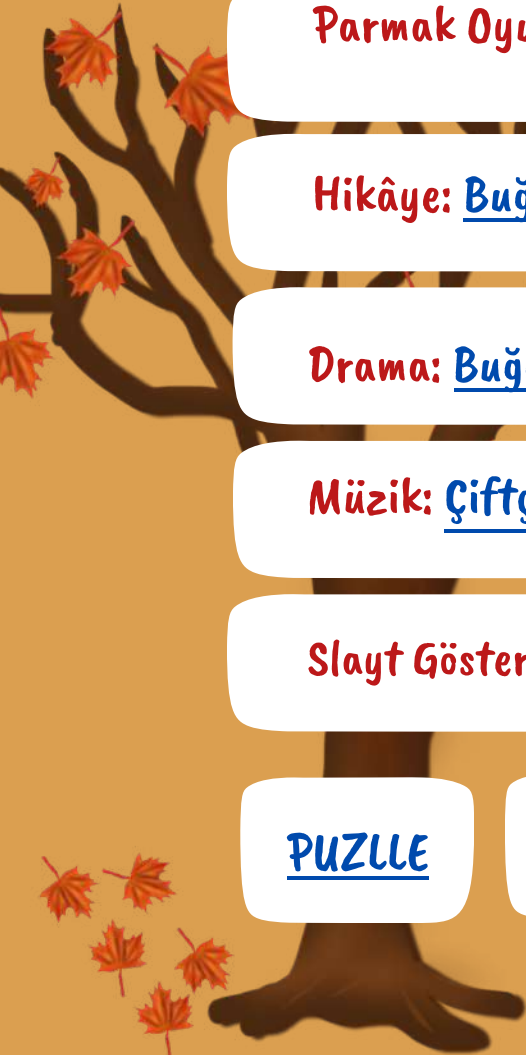 Parmak Oyu
Hikâye: Buğ
Drama: Buğ
Müzik: Çiftç
Slayt Göster
PUZLLE